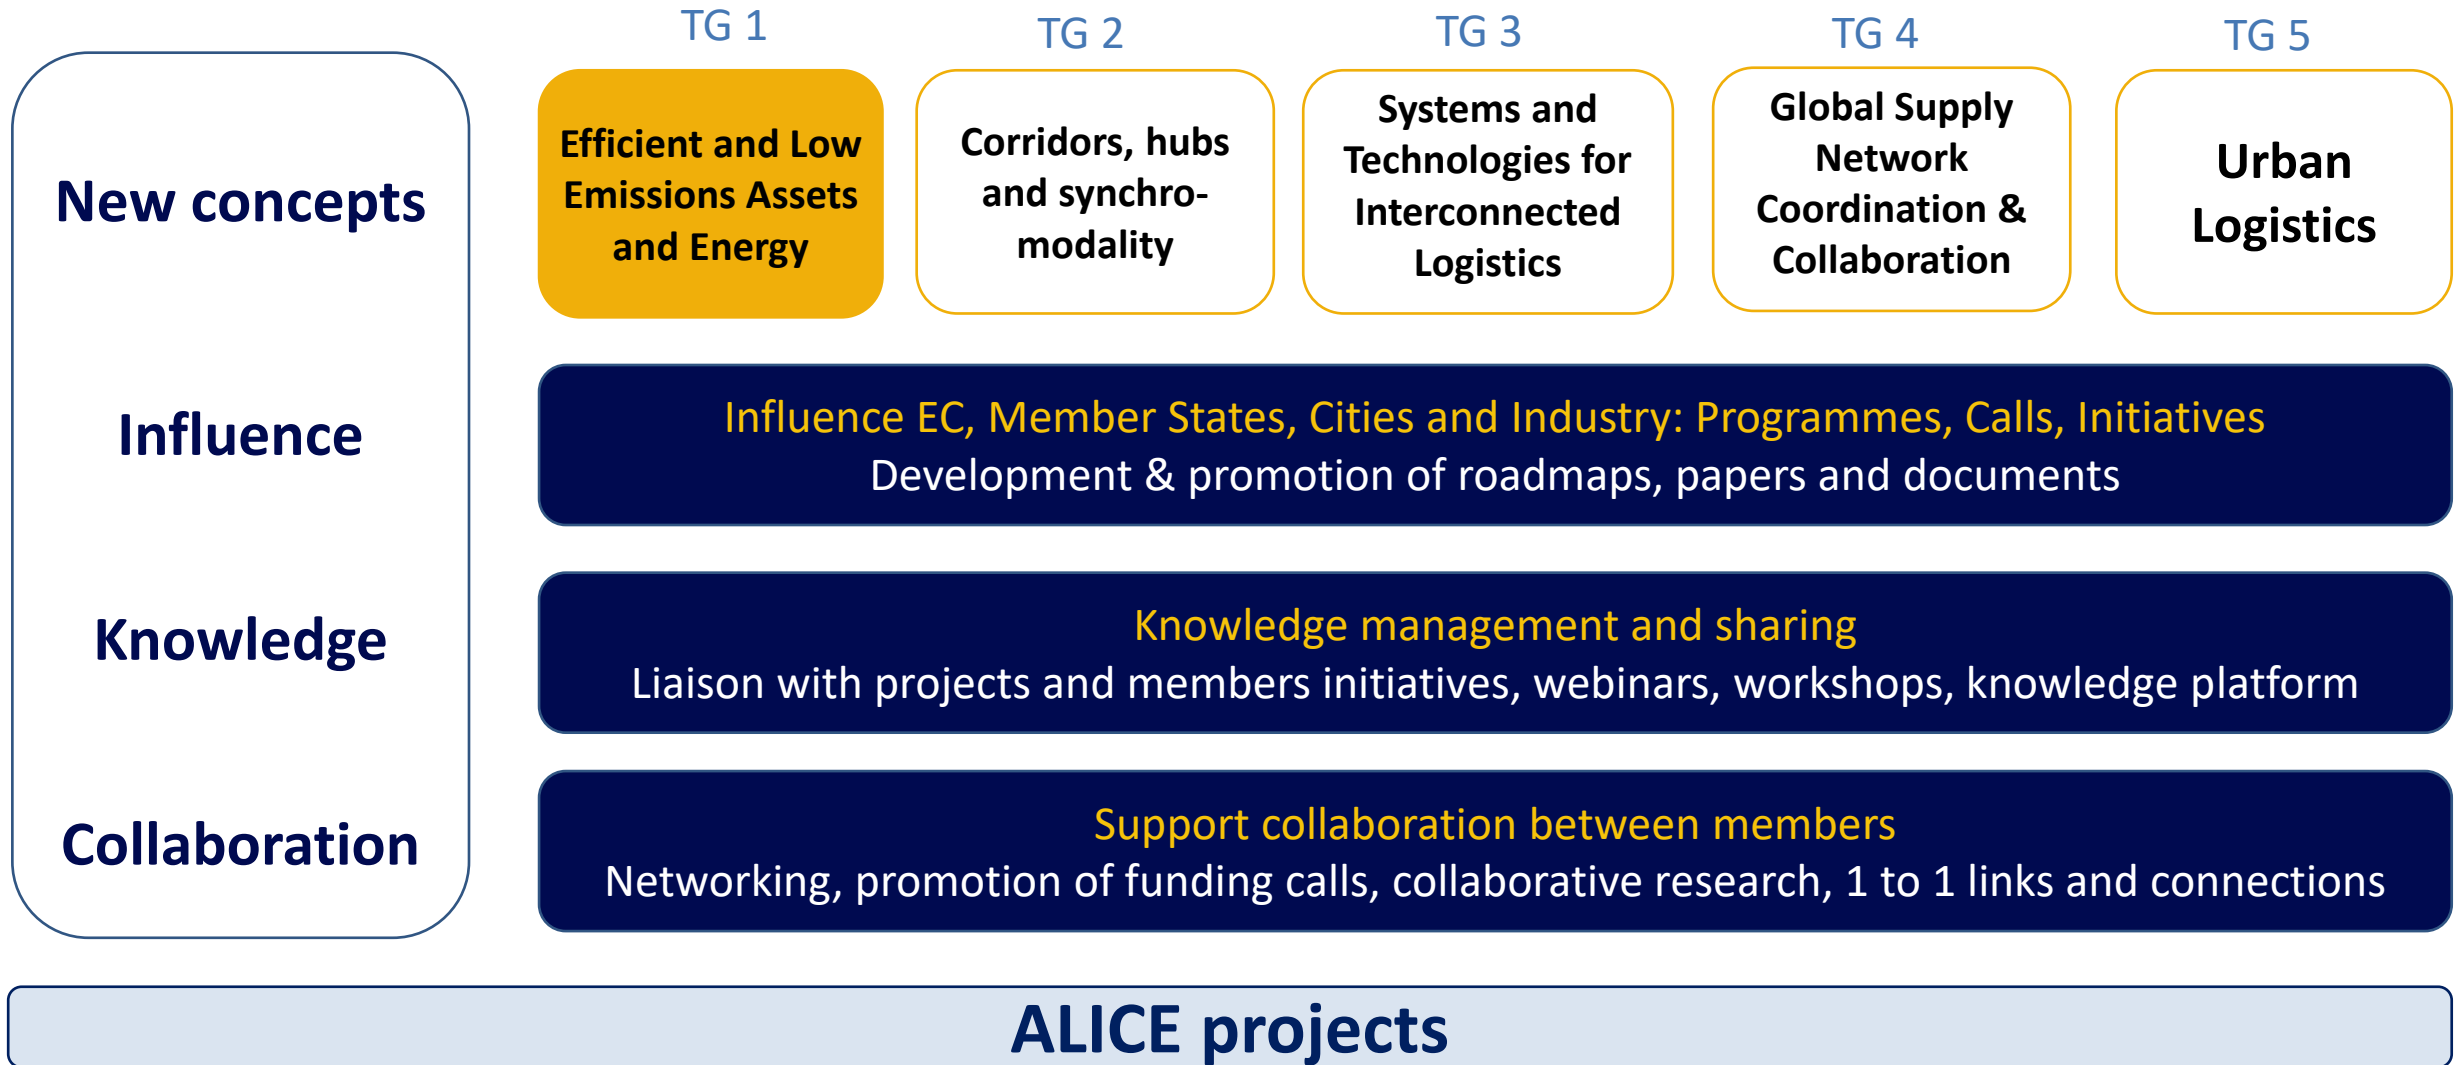 TG 1
TG 2
TG 3
TG 4
TG 5
New concepts
Efficient and Low
Emissions Assets
and Energy
Corridors, hubs
and synchro-
modality
Systems and
Technologies for
Interconnected
Logistics
Global Supply
Network
Coordination &
Collaboration
Urban
Logistics
Influence
Influence EC, Member States, Cities and Industry: Programmes, Calls, Initiatives
Development & promotion of roadmaps, papers and documents
Knowledge
Knowledge management and sharing
Liaison with projects and members initiatives, webinars, workshops, knowledge platform
Collaboration
Support collaboration between members
Networking, promotion of funding calls, collaborative research, 1 to 1 links and connections
ALICE projects